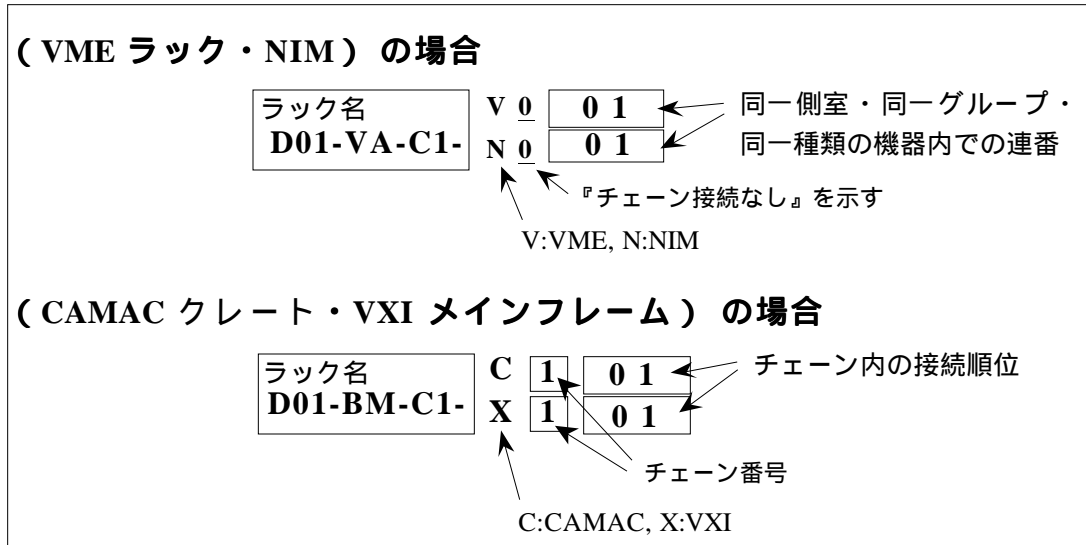 ( VME ラック・NIM ) の場合
ラック名
D01-VA-C1-
V 0 0 1
N 0 0 1
同一側室・同一グループ・
同一種類の機器内での連番
『チェーン接続なし』を示す
V:VME, N:NIM
( CAMAC クレート・VXI メインフレーム ) の場合
ラック名
D01-BM-C1-
C 1 0 1
X 1 0 1
チェーン内の接続順位
チェーン番号
C:CAMAC, X:VXI